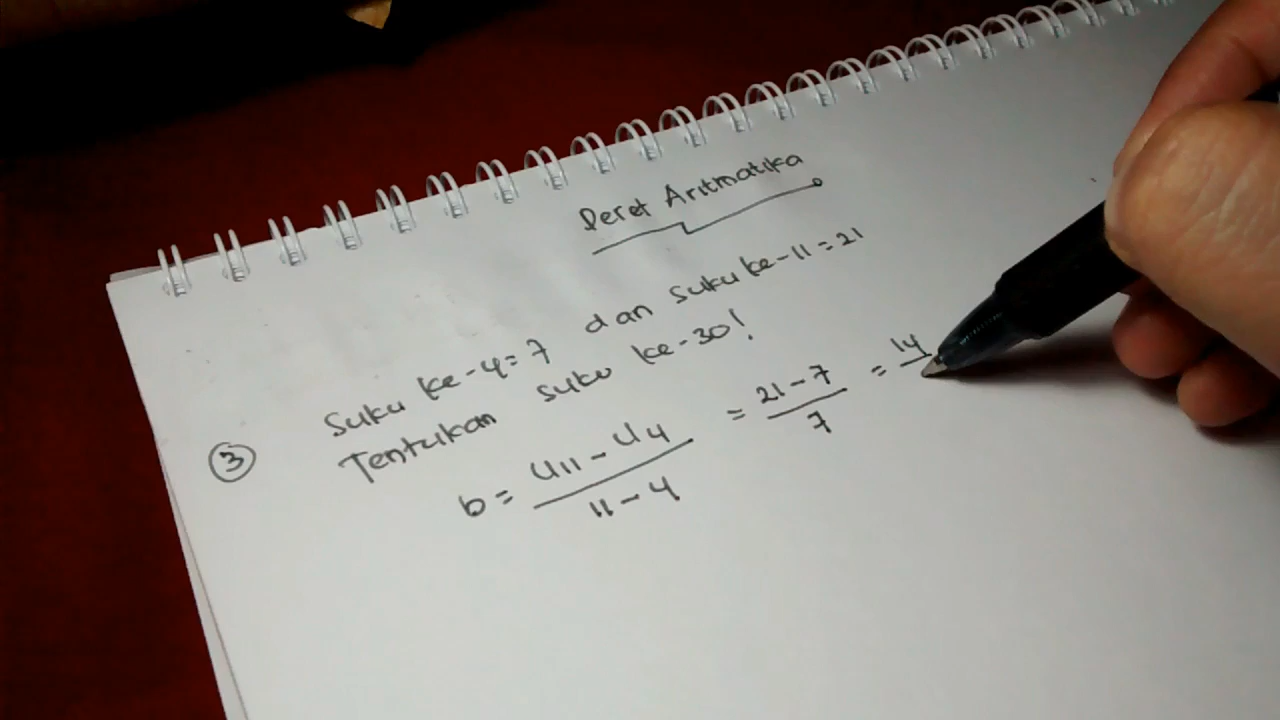 Deret Aritmatika
③ Suku ke-4=7 dan suku ke-11=21
Tentukan suku ke-30!
b = U11-U4 / 11-4 = 21-7 / 7 = 14